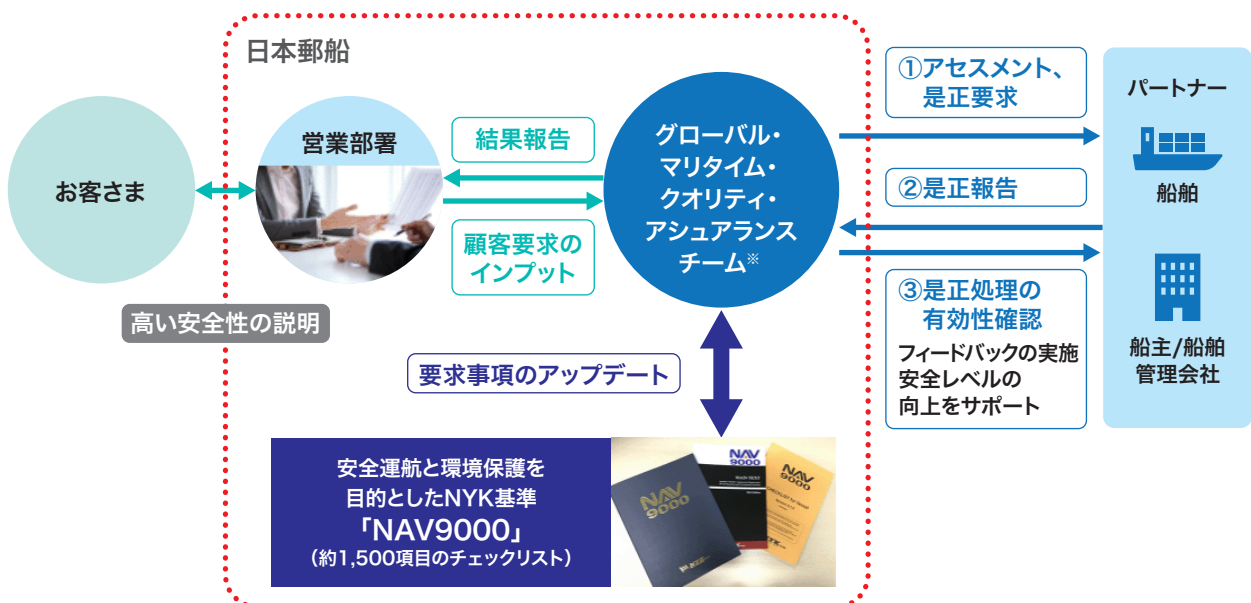 日本郵船
お客さま
営業部署
結果報告
顧客要求の
インプット
高い安全性の説明
グローバル・
マリタイム・
クオリティ・
アシュアランス
チーム※
①アセスメント、
是正要求
②是正報告
③是正処理の
有効性確認
フィードバックの実施
安全レベルの
向上をサポート
パートナー
船舶
船主/船舶
管理会社
要求事項のアップデート
安全運航と環境保護を
目的としたNYK基準
「NAV9000」
(約1,500項目のチェックリスト)
NAV
9000
NAV
9000
NAV
9000